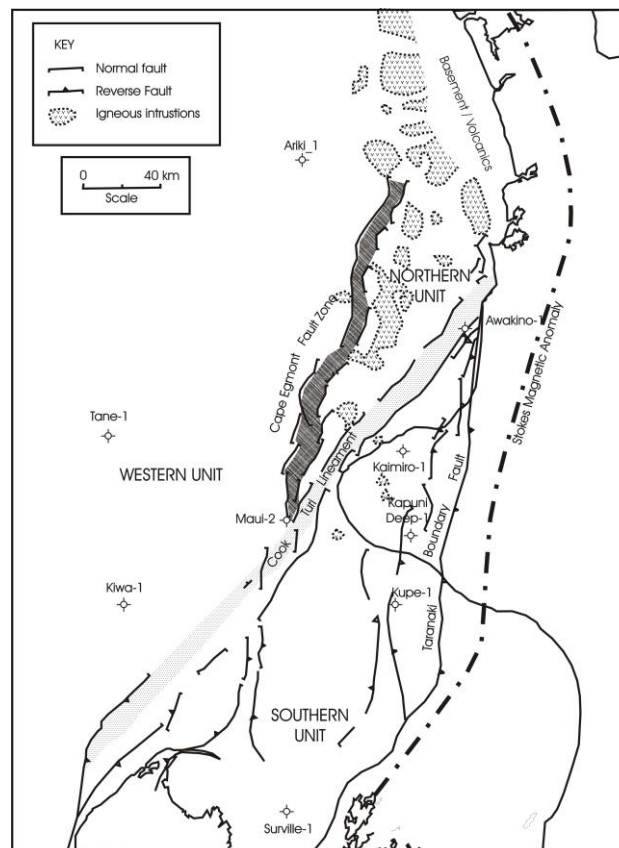 KEY
Normal fault
Reverse Fault
Igneous intrustions
0 40 km
Scale
Ariki_1
Basement / Volcanics
NORTHERN
UNIT
Awakino-1
Stokes Magnetic Anomaly
Cape Egmont Fault Zone
Tane-1
WESTERN UNIT
Kaimiro-1
Maui-2
Cook Turi Lineament
Kapuni
Deep-1
Kiwa-1
Kupe-1
Taranaki Boundary Fault
SOUTHERN
UNIT
Surville-1